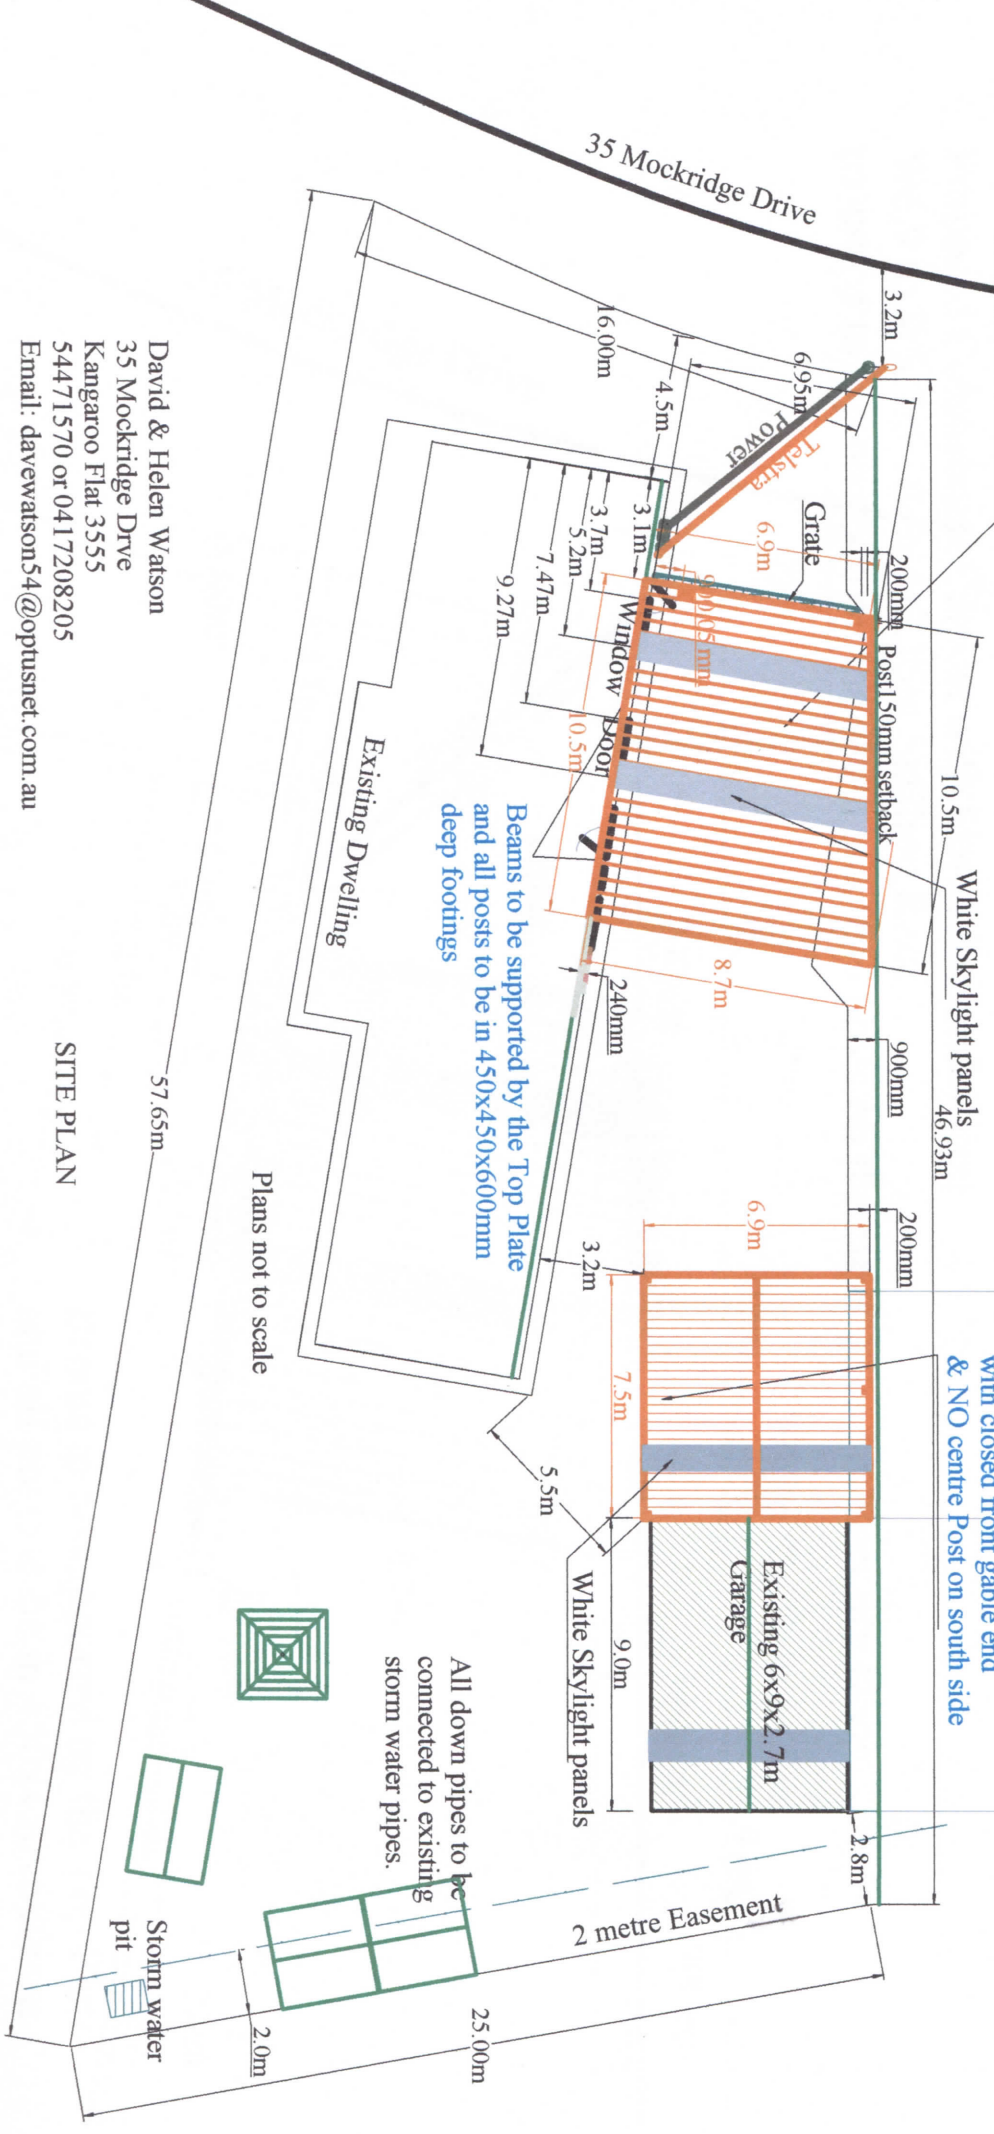 35 Mockridge Drive
3.2m
46.93m
16.00m
6.95m
4.5m
Power
Telstra
6.9m
Grate
200mm
Post150mm setback
10.5m
White Skylight panels
3.1m
3.7m
5.2m
7.47m
9.27m
Window
Door
10.5m
8.7m
240mm
900mm
200mm
Existing Dwelling
Beams to be supported by the Top Plate
and all posts to be in 450x450x600mm
deep footings
6.9m
3.2m
7.5m
5.5m
with closed front gable end
& NO centre Post on south side
White Skylight panels
Existing 6x9x2.7m
Garage
9.0m
2.8m
2 metre Easement
25.00m
2.0m
All down pipes to be
connected to existing
storm water pipes.
Storm water
pit
57.65m
Plans not to scale
SITE PLAN
David & Helen Watson
35 Mockridge Drve
Kangaroo Flat 3555
54471570 or 0417208205
Email: davewatson54@optusnet.com.au